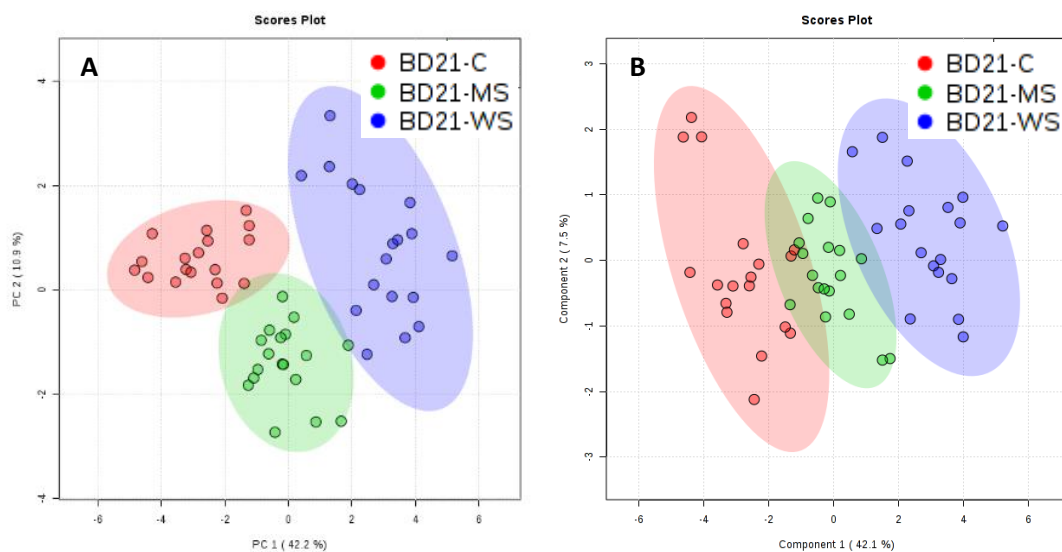 Scores Plot
A
BD21-C
BD21-MS
BD21-WS
PC 2 ( 10.9 %)
4
2
0
-2
-4
-6
-4
-2
0
2
4
6
PC 1 ( 42.2 %)
Scores Plot
B
BD21-C
BD21-MS
BD21-WS
Component 2 ( 7.5 %)
3
2
1
0
-1
-2
-3
-6
-4
-2
0
2
4
6
Component 1 ( 42.1 %)